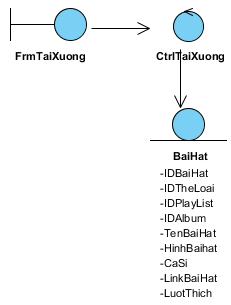 FrmTaiXuong
CtrlTaiXuong
BaiHat
-IDBaiHat
-IDTheLoai
-IDPlayList
-IDAlbum
-TenBaiHat
-HinhBaihat
-CaSi
-LinkBaiHat
-LuotThich